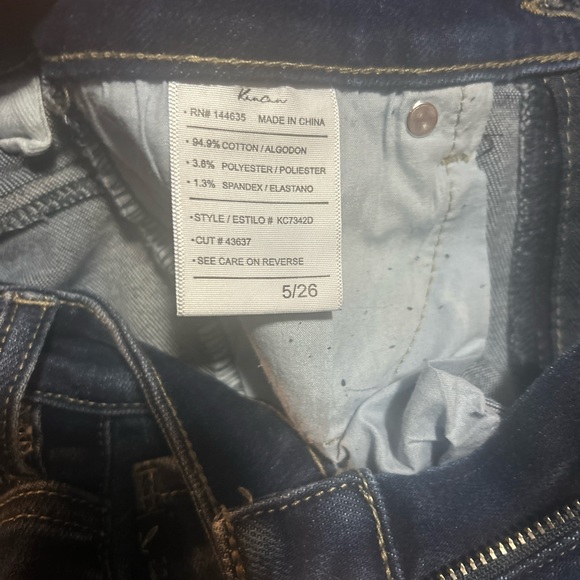 KanCan
• RN# 144635 MADE IN CHINA
• 94.9% COTTON / ALGODON
• 3.8% POLYESTER / POLIESTER
• 1.3% SPANDEX / ELASTANO
• STYLE / ESTILO # KC7342D
• CUT # 43637
• SEE CARE ON REVERSE
5/26